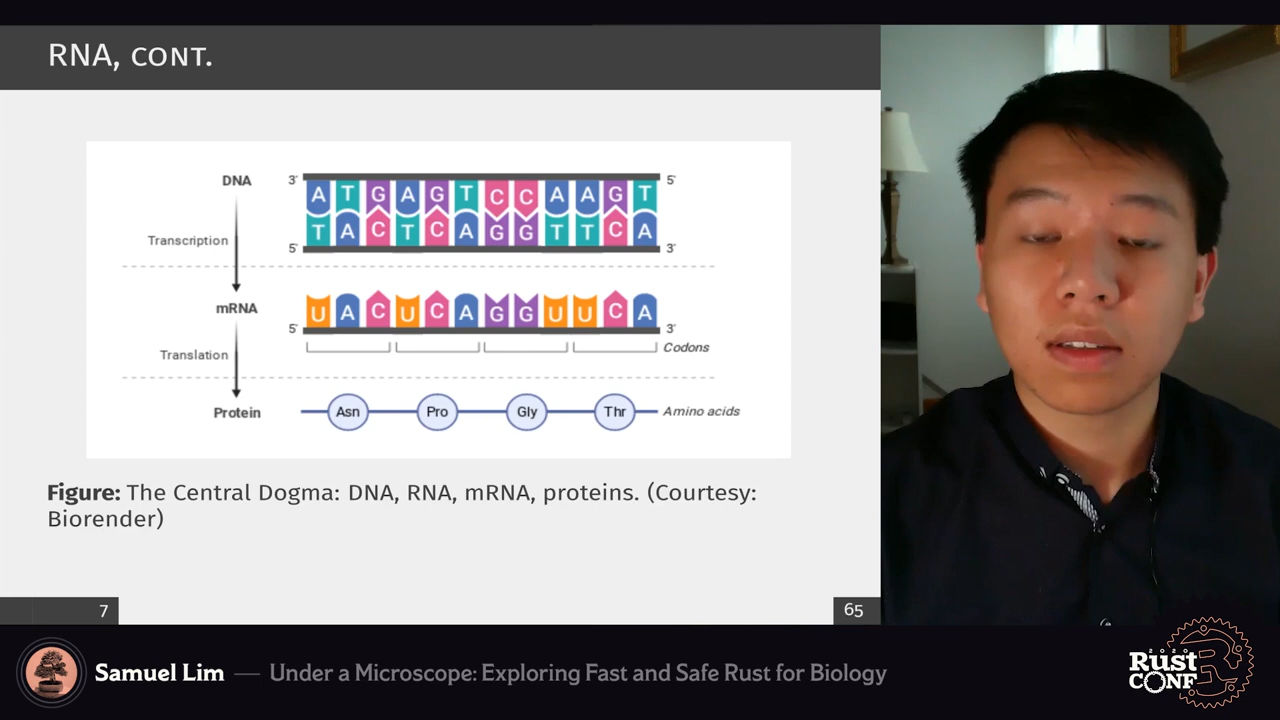 RNA, CONT.
DNA
3'
A T G A G T C C A A G T
5'
Transcription
T A C T C A G G T T C A
5'
3'
mRNA
U A C U C A G G U U C A
5'
3'
Translation
Codons
Protein
Asn
Pro
Gly
Thr
Amino acids
Figure: The Central Dogma: DNA, RNA, mRNA, proteins. (Courtesy:
Biorender)
7
65
Samuel Lim — Under a Microscope: Exploring Fast and Safe Rust for Biology
2020
Rust
CONF
R